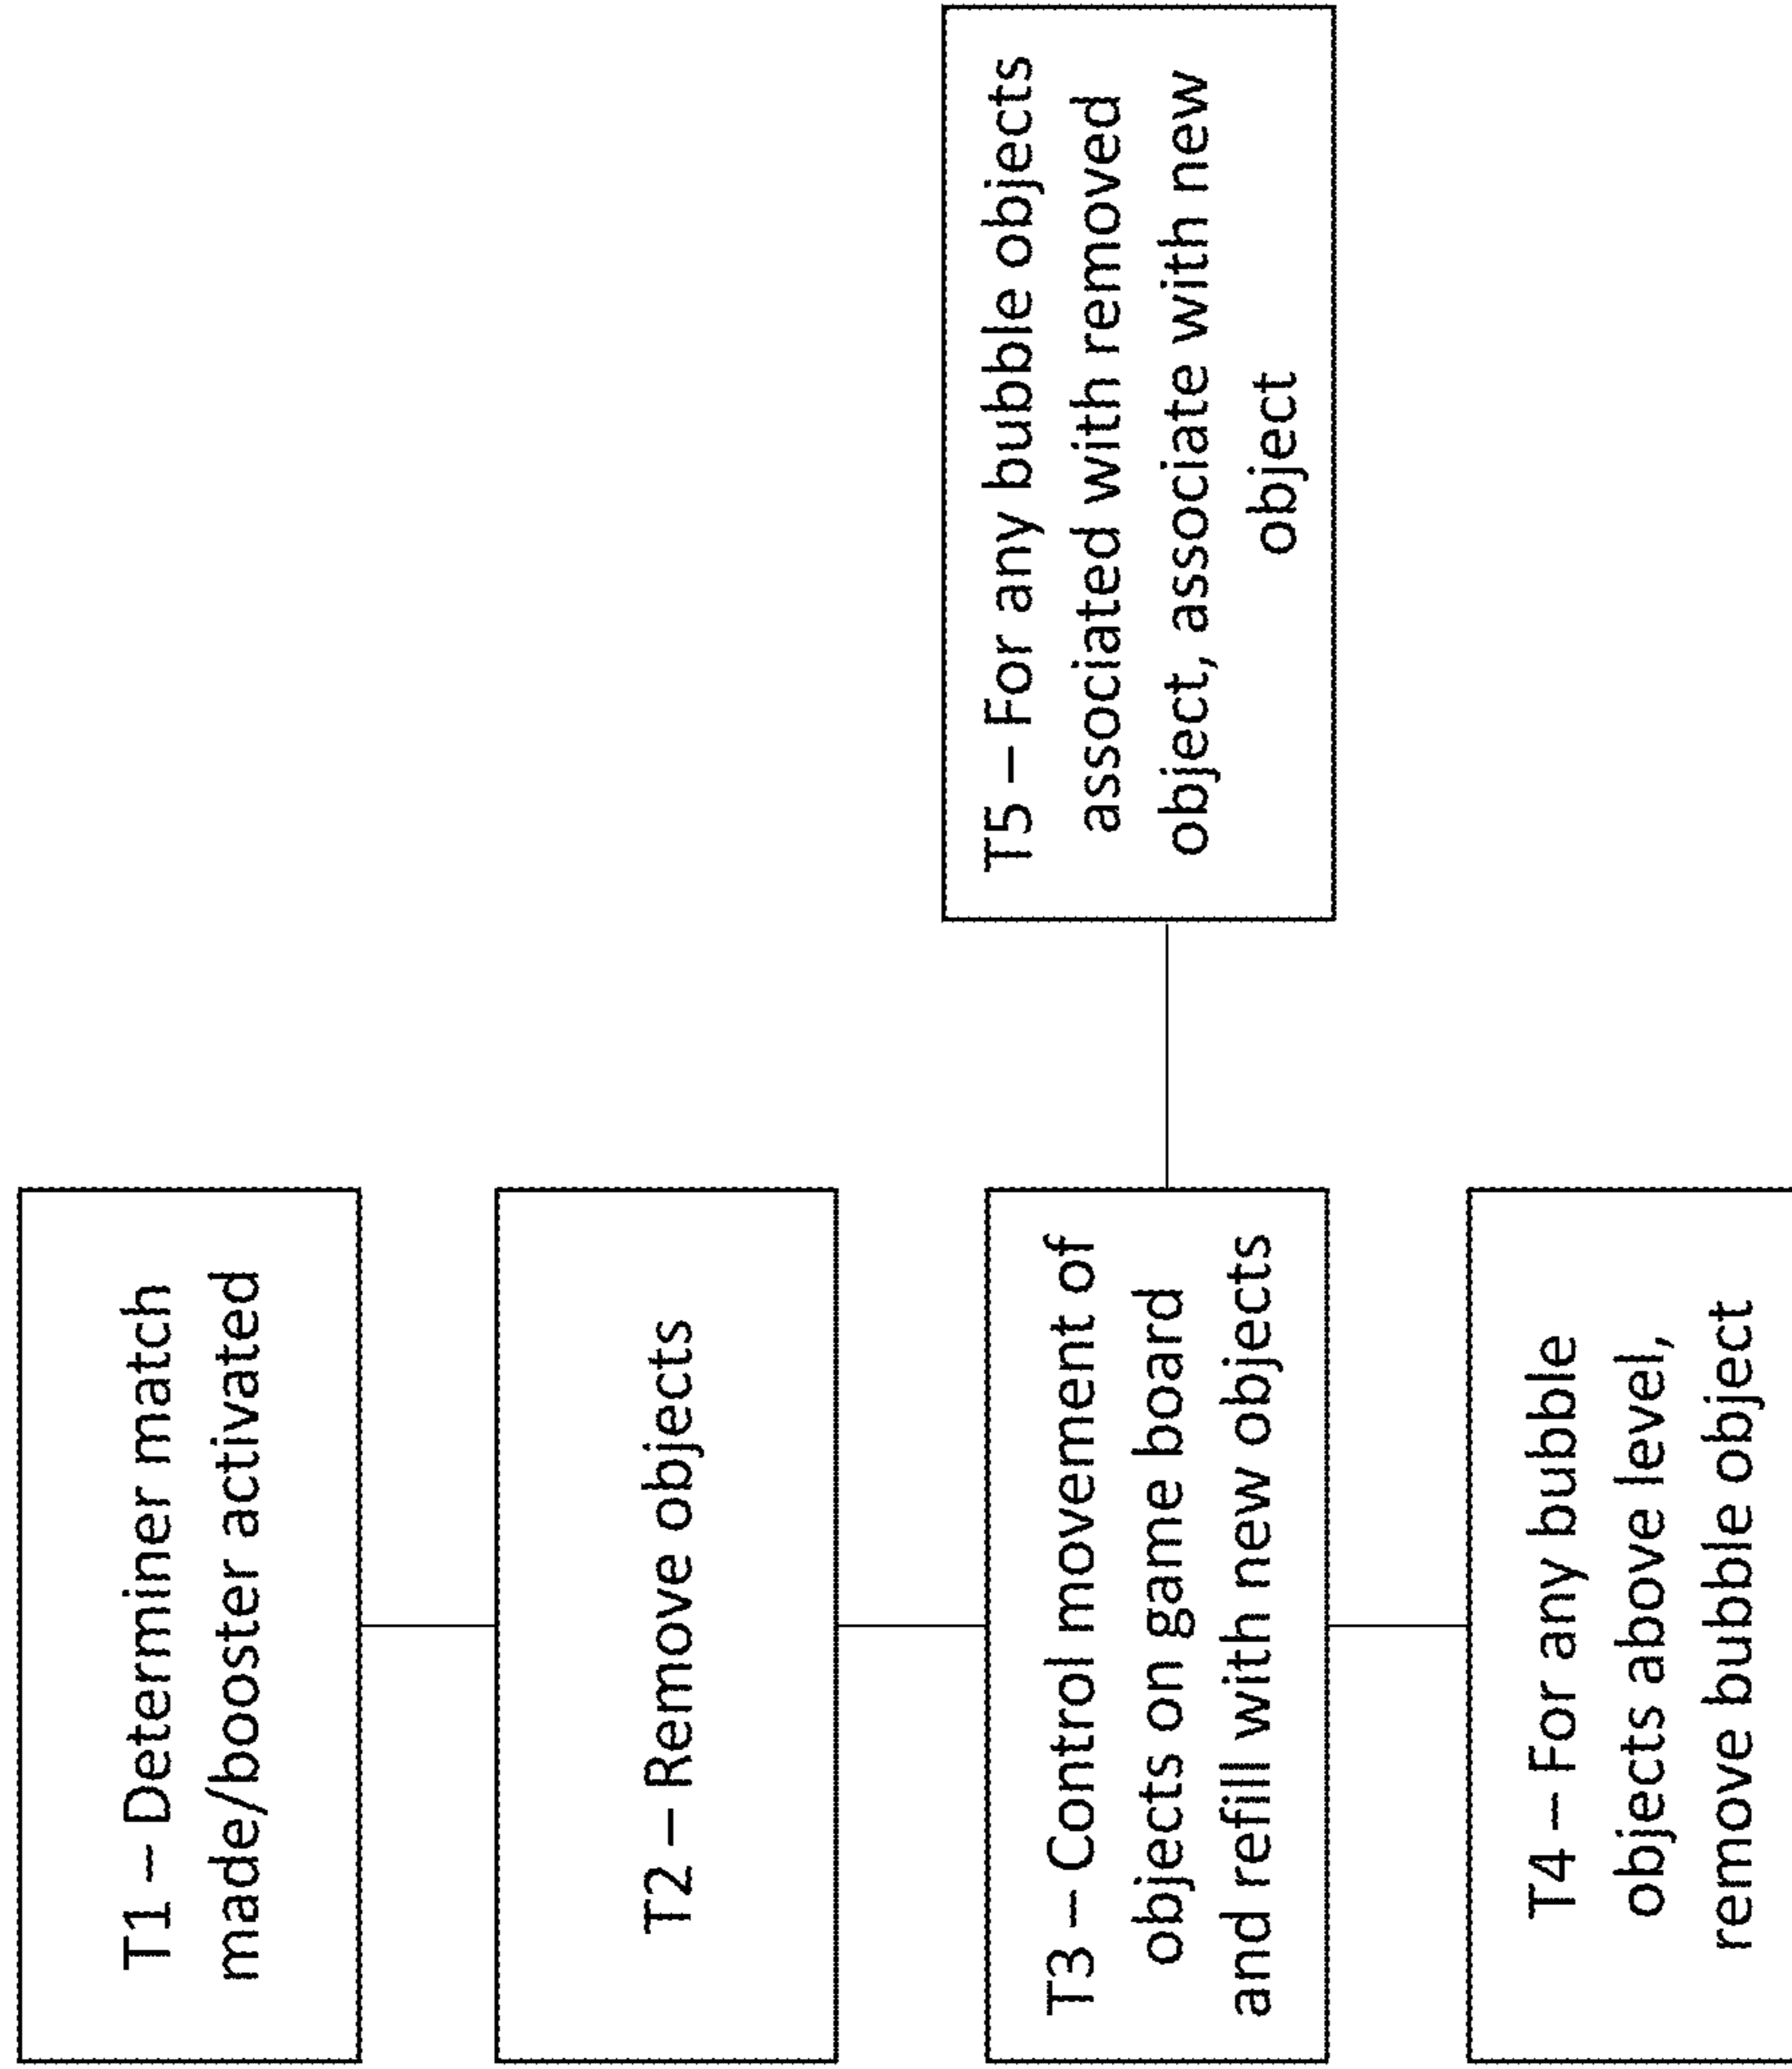 T1 – Determiner match
made/booster activated
T2 – Remove objects
T3 – Control movement of
objects on game board
and refill with new objects
T4 – For any bubble
objects above level,
remove bubble object
T5 – For any bubble objects
associated with removed
object, associate with new
object